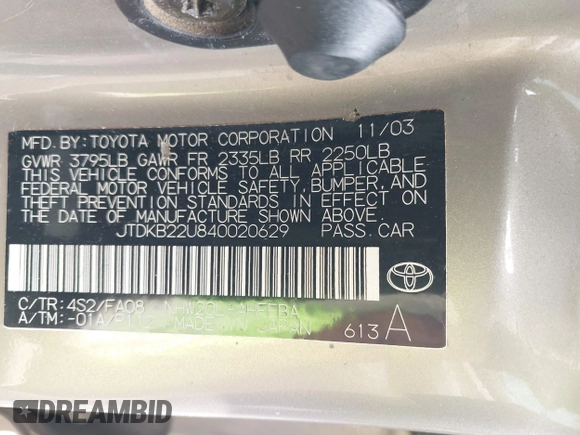 MFD.BY:TOYOTA MOTOR CORPORATION 11/03
GVWR 3795LB GAWR FR 2335LB RR 2250LB
THIS VEHICLE CONFORMS TO ALL APPLICABLE
FEDERAL MOTOR VEHICLE SAFETY, BUMPER, AND
THEFT PREVENTION STANDARDS IN EFFECT ON
THE DATE OF MANUFACTURE SHOWN ABOVE.
JTDKB22U840020629 PASS.CAR
C/TR:4S2/FA08
A/TM:-01A/P112 MADE IN JAPAN
TOYOTA
613 A
DREAMBID